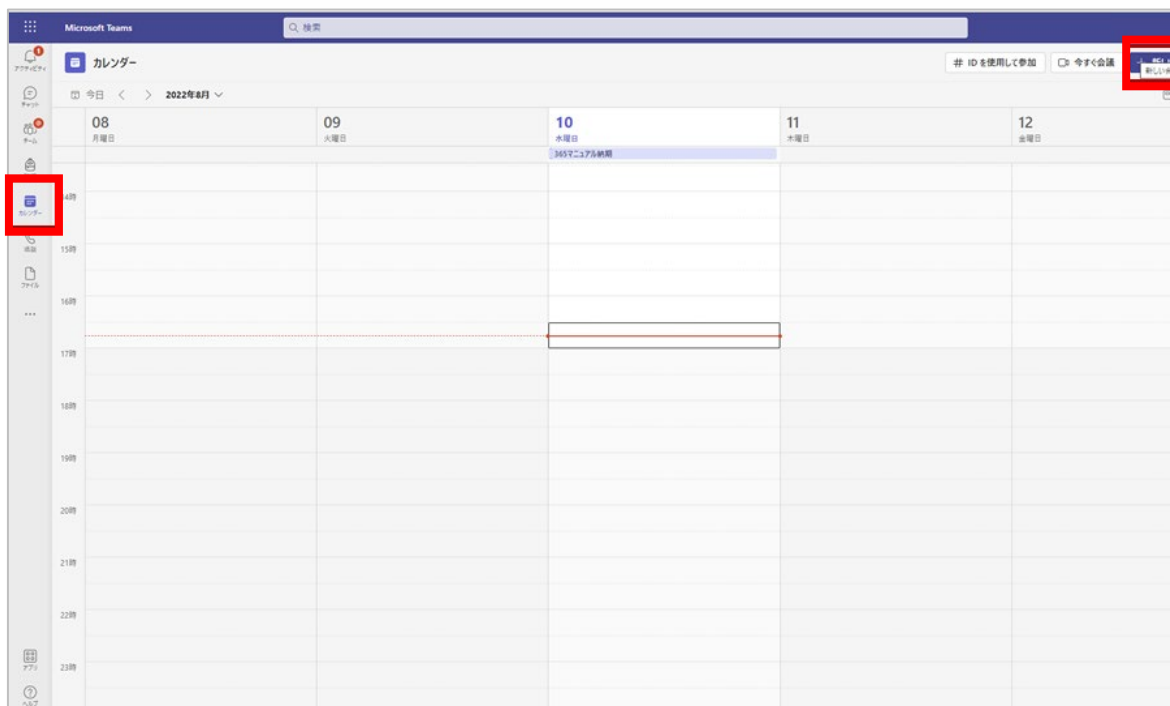 Microsoft Teams
検索
アクティビティ
カレンダー
# IDを使用して参加
今すぐ会議
チャット
今日
2022年8月
チーム
08
月曜日
09
火曜日
10
水曜日
11
木曜日
12
金曜日
365マニュアル納期
カレンダー
14時
通話
15時
ファイル
16時
17時
18時
19時
20時
21時
22時
アプリ
23時
ヘルプ